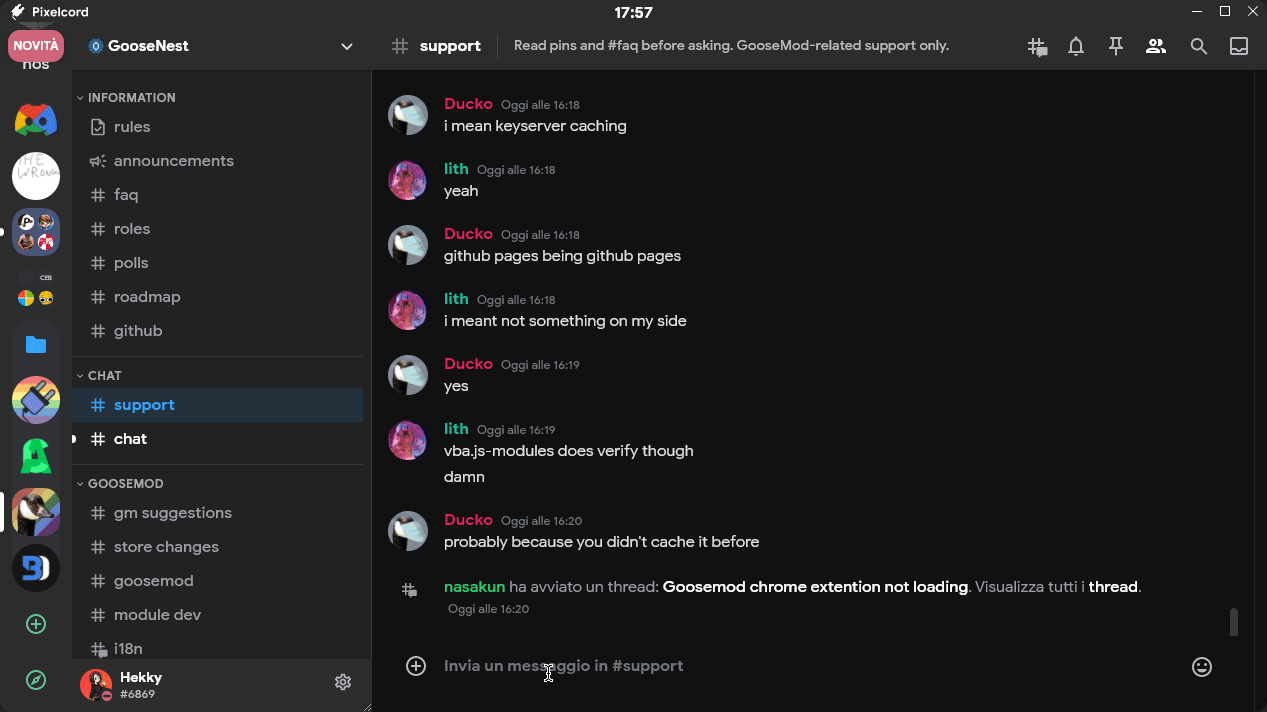 Pixelcord
17:57
NOVITÀ
nos
GooseNest
support
Read pins and #faq before asking. GooseMod-related support only.
THE
WRONG
CZB
INFORMATION
rules
announcements
faq
roles
polls
roadmap
github
CHAT
support
chat
GOOSEMOD
gm suggestions
store changes
goosemod
module dev
i18n
Hekky
#6869
Ducko Oggi alle 16:18
i mean keyserver caching
lith Oggi alle 16:18
yeah
Ducko Oggi alle 16:18
github pages being github pages
lith Oggi alle 16:18
i meant not something on my side
Ducko Oggi alle 16:19
yes
lith Oggi alle 16:19
vba.js-modules does verify though
damn
Ducko Oggi alle 16:20
probably because you didn't cache it before
nasakun ha avviato un thread: Goosemod chrome extention not loading. Visualizza tutti i thread.
Oggi alle 16:20
Invia un messaggio in #support